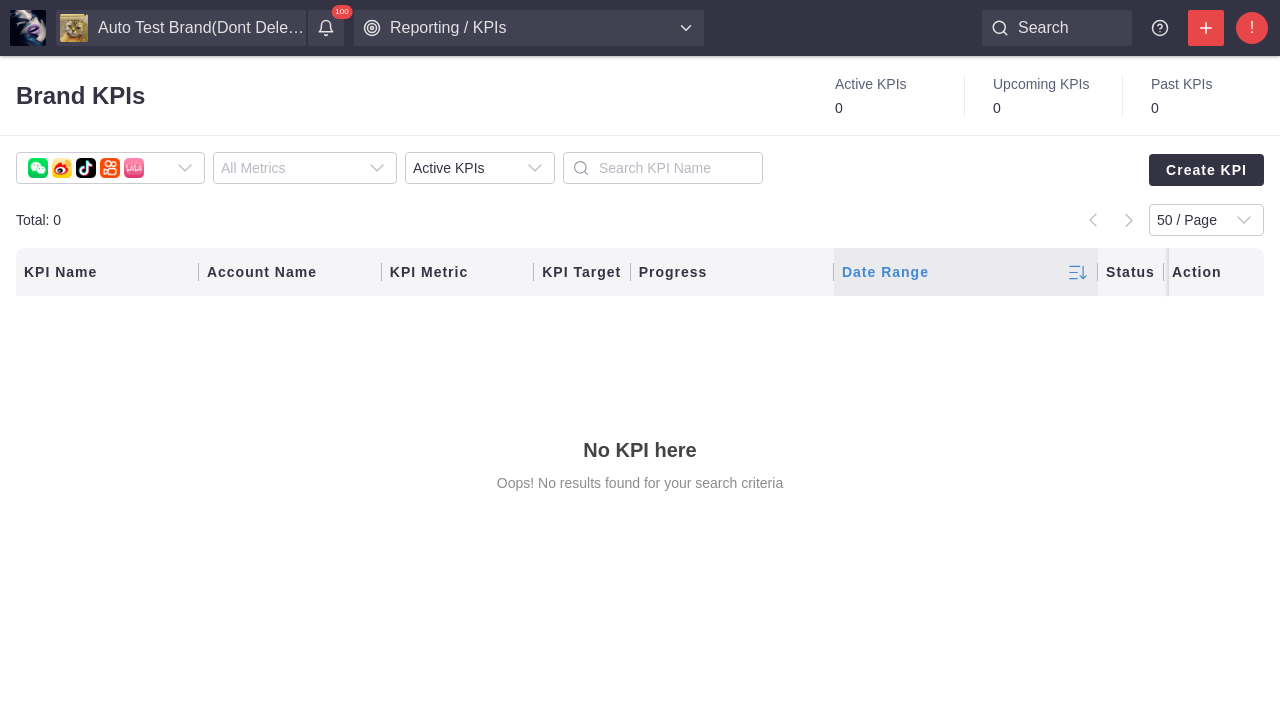 Auto Test Brand(Dont Dele...
100
Reporting / KPIs
Search
!
Brand KPIs
Active KPIs
0
Upcoming KPIs
0
Past KPIs
0
All Metrics
Active KPIs
Search KPI Name
Create KPI
Total: 0
50 / Page
KPI Name
Account Name
KPI Metric
KPI Target
Progress
Date Range
Status
Action
No KPI here
Oops! No results found for your search criteria